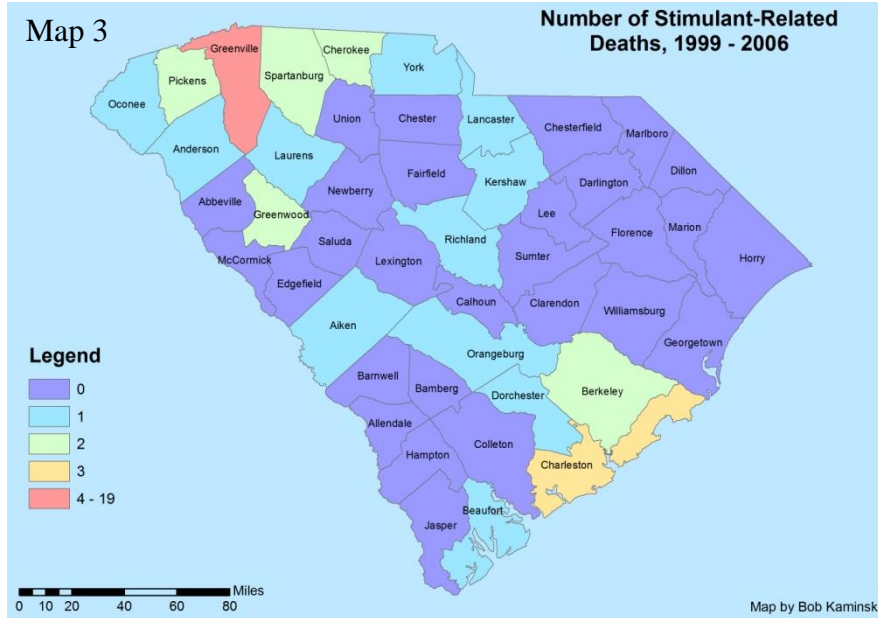 Map 3
Number of Stimulant-Related
Deaths, 1999 - 2006
Greenville
Cherokee
York
Pickens
Spartanburg
Oconee
Union
Chester
Lancaster
Chesterfield
Marlboro
Anderson
Laurens
Dillon
Fairfield
Kershaw
Darlington
Newberry
Abbeville
Lee
Greenwood
Marion
Florence
Saluda
Richland
McCormick
Lexington
Sumter
Horry
Edgefield
Calhoun
Clarendon
Williamsburg
Aiken
Georgetown
Orangeburg
Barnwell
Bamberg
Berkeley
Dorchester
Allendale
Colleton
Hampton
Charleston
Beaufort
Jasper
Legend
0
1
2
3
4 - 19
Miles
0 10 20 40 60 80
Map by Bob Kaminsk